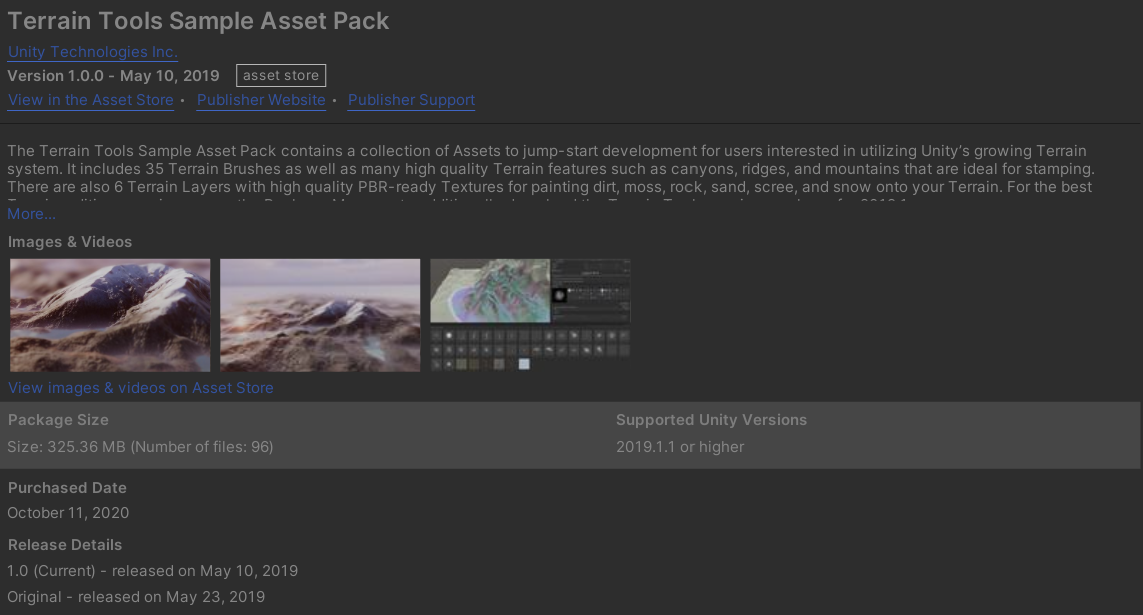 Terrain Tools Sample Asset Pack
Unity Technologies Inc.
Version 1.0.0 - May 10, 2019 asset store
View in the Asset Store • Publisher Website • Publisher Support
The Terrain Tools Sample Asset Pack contains a collection of Assets to jump-start development for users interested in utilizing Unity's growing Terrain
system. It includes 35 Terrain Brushes as well as many high quality Terrain features such as canyons, ridges, and mountains that are ideal for stamping.
There are also 6 Terrain Layers with high quality PBR-ready Textures for painting dirt, moss, rock, sand, scree, and snow onto your Terrain. For the best
More...
Images & Videos
View images & videos on Asset Store
Package Size Supported Unity Versions
Size: 325.36 MB (Number of files: 96) 2019.1.1 or higher
Purchased Date
October 11, 2020
Release Details
1.0 (Current) - released on May 10, 2019
Original - released on May 23, 2019